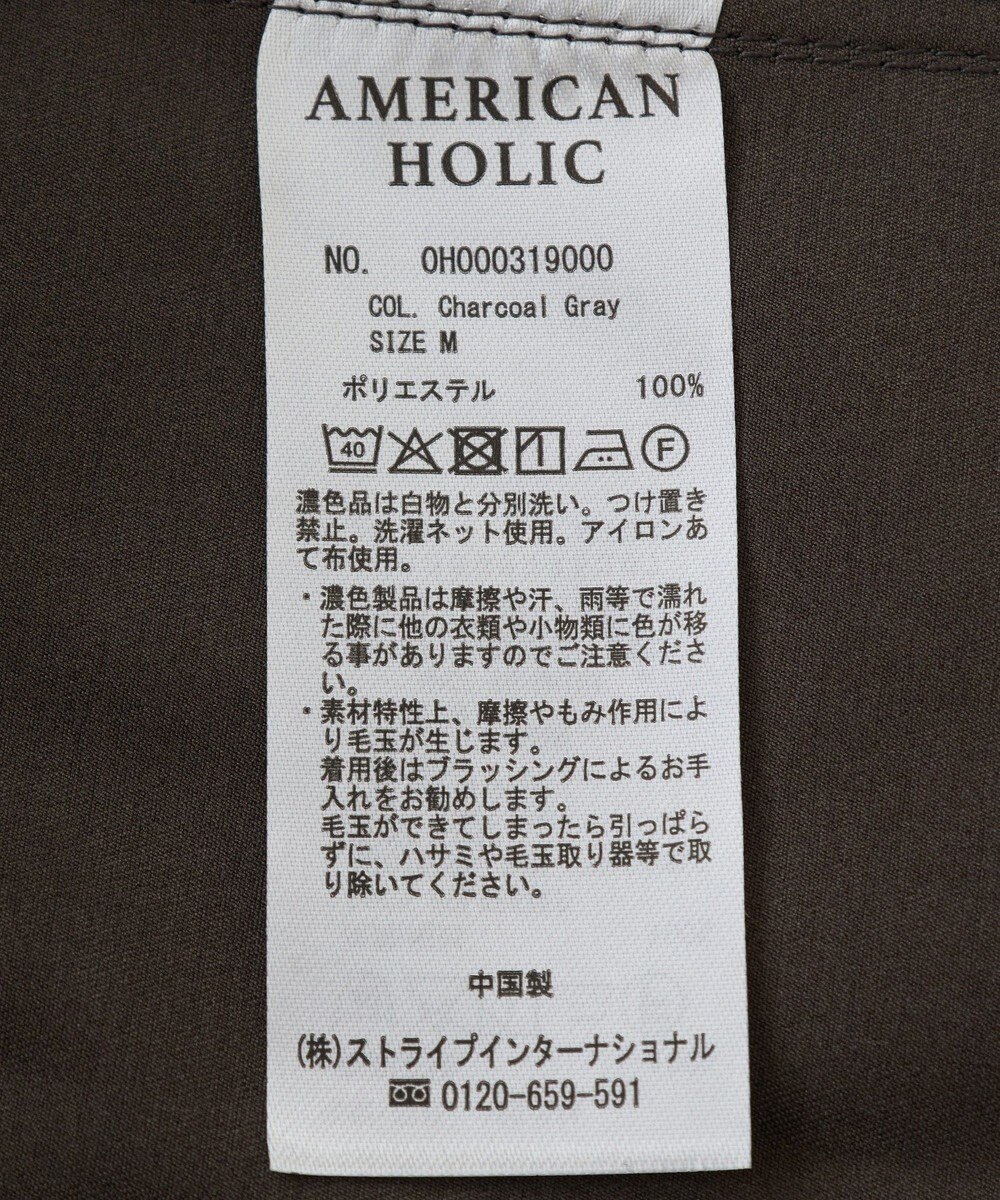 AMERICAN
HOLIC
NO. 0H000319000
COL. Charcoal Gray
SIZE M
ポリエステル 100%
40 F
濃色品は白物と分別洗い。つけ置き
禁止。洗濯ネット使用。アイロンあ
て布使用。
・濃色製品は摩擦や汗、雨等で濡れ
た際に他の衣類や小物類に色が移
る事がありますのでご注意くださ
い。
・素材特性上、摩擦やもみ作用によ
り毛玉が生じます。
着用後はブラッシングによるお手
入れをお勧めします。
毛玉ができてしまったら引っぱら
ずに、ハサミや毛玉取り器等で取
り除いてください。
中国製
(株)ストライプインターナショナル
0120-659-591